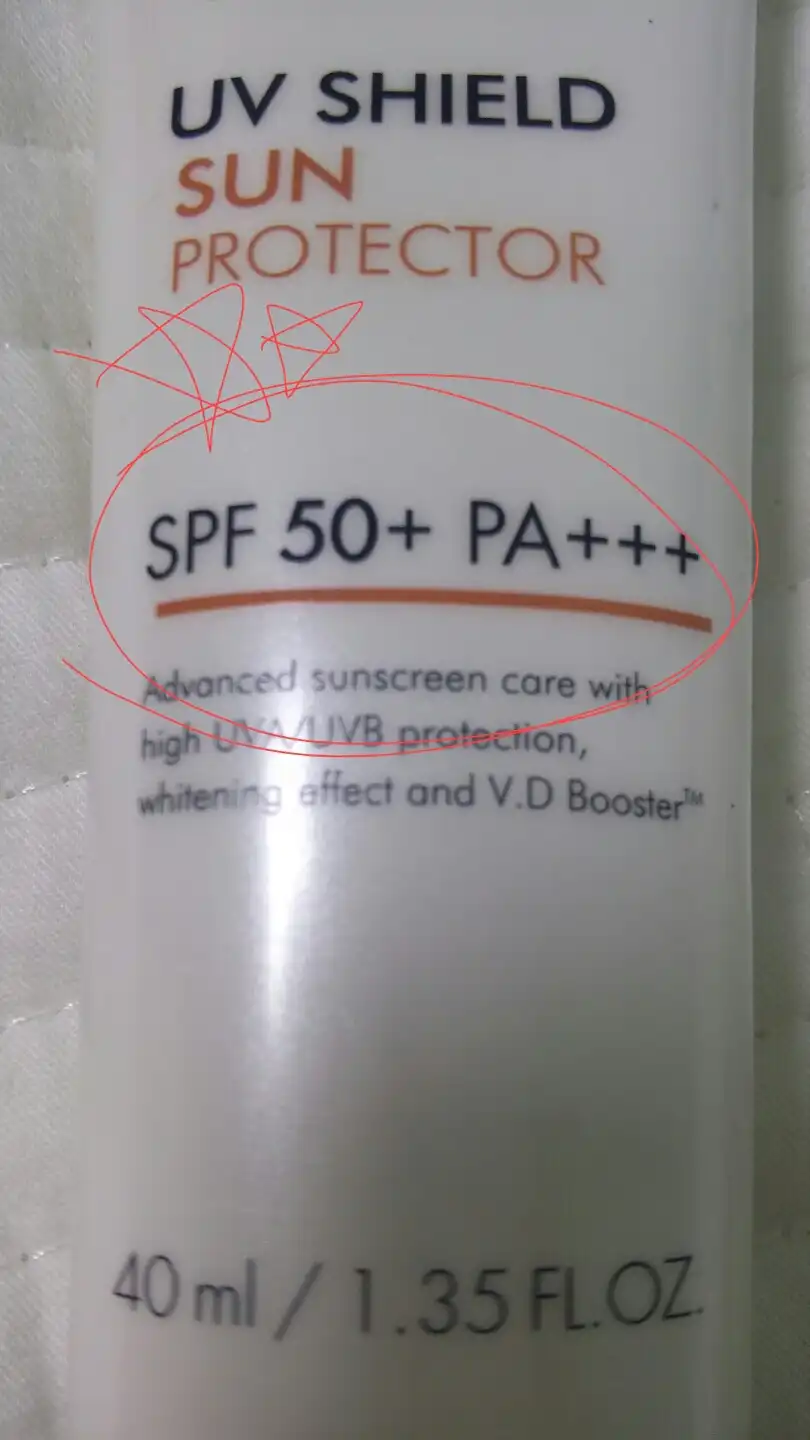 UV SHIELD
SUN
PROTECTOR
SPF 50+ PA+++
Advanced sunscreen care with
high UVA/UVB protection,
whitening effect and V.D Booster™
40 ml / 1.35 FL.OZ.